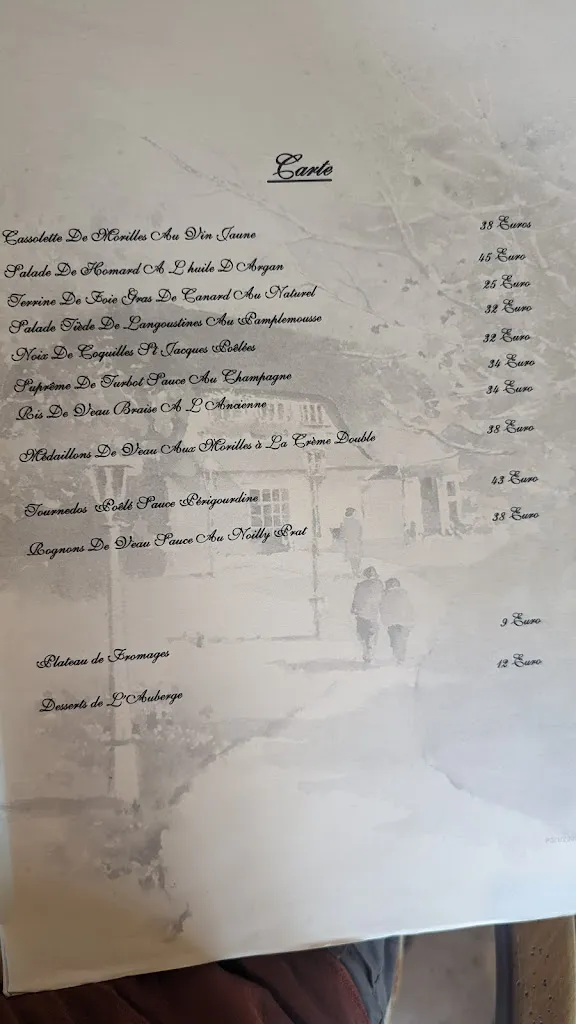 Carte
Cassolette De Morilles Au Vin Jaune 38 Euros
Salade De Homard A L huile D Argan 45 Euro
Terrine De Foie Gras De Canard Au Naturel 25 Euro
Salade Tiède De Langoustines Au Pamplemousse 32 Euro
Noix De Coquilles St Jacques Poêlées 32 Euro
Suprême De Turbot Sauce Au Champagne 34 Euro
Ris De Veau Braise A L Ancienne 34 Euro
Médaillons De Veau Aux Morilles à La Crème Double 38 Euro
Tournedos Poêlé Sauce Périgourdine 43 Euro
Rognons De Veau Sauce Au Noilly Prat 38 Euro
Plateau de Fromages 9 Euro
Desserts de L'Auberge 12 Euro